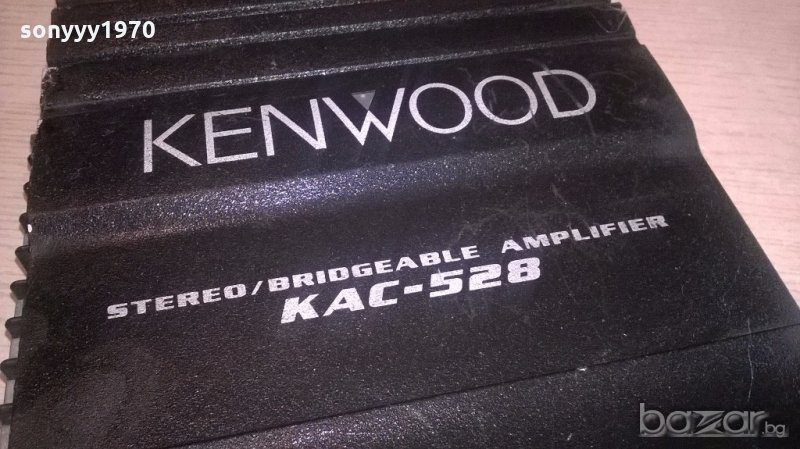 sonyyy1970
KENWOOD
STEREO/BRIDGEABLE AMPLIFIER
KAC-528
bazar.bg